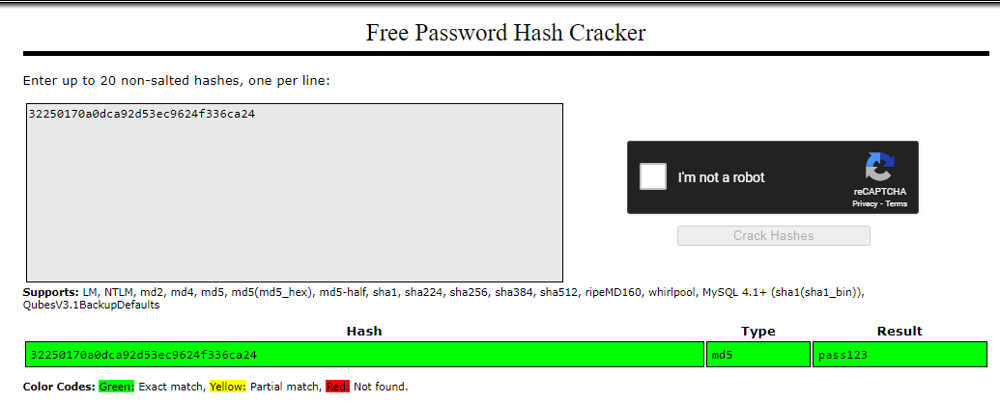 Free Password Hash Cracker
Enter up to 20 non-salted hashes, one per line:
32250170a0dca92d53ec9624f336ca24
I'm not a robot
reCAPTCHA
Privacy - Terms
Crack Hashes
Supports: LM, NTLM, md2, md4, md5, md5(md5_hex), md5-half, sha1, sha224, sha256, sha384, sha512, ripeMD160, whirlpool, MySQL 4.1+ (sha1(sha1_bin)),
QubesV3.1BackupDefaults
Hash Type Result
32250170a0dca92d53ec9624f336ca24 md5 pass123
Color Codes: Green: Exact match, Yellow: Partial match, Red: Not found.